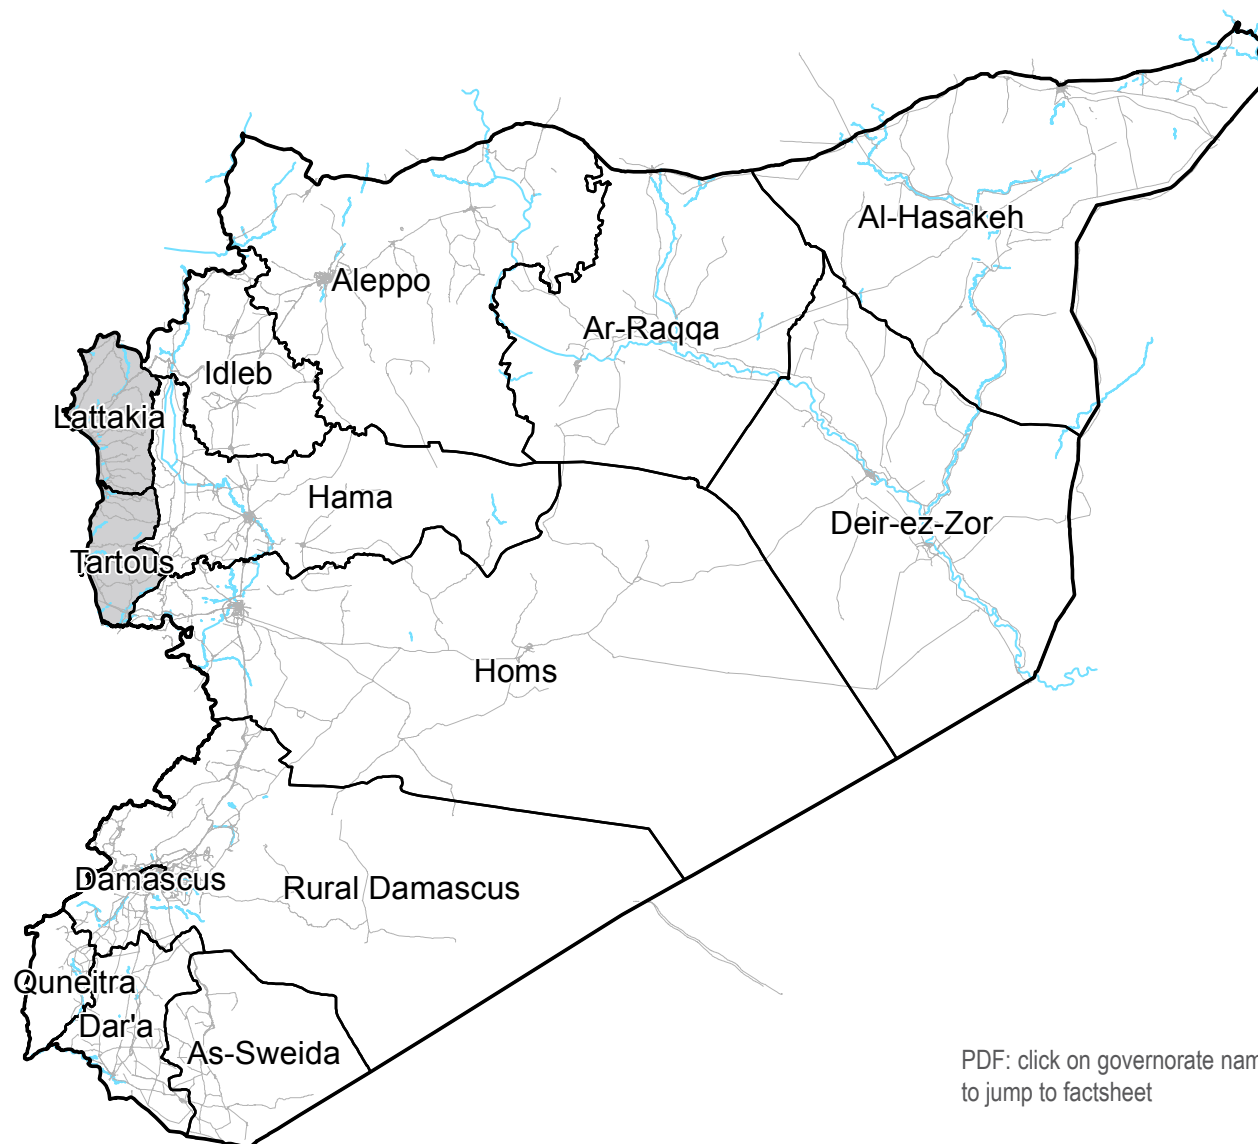 Al-Hasakeh
Aleppo
Ar-Raqqa
Idleb
Lattakia
Hama
Deir-ez-Zor
Tartous
Homs
Damascus
Rural Damascus
Quneitra
Dar'a
As-Sweida
PDF: click on governorate nam
to jump to factsheet